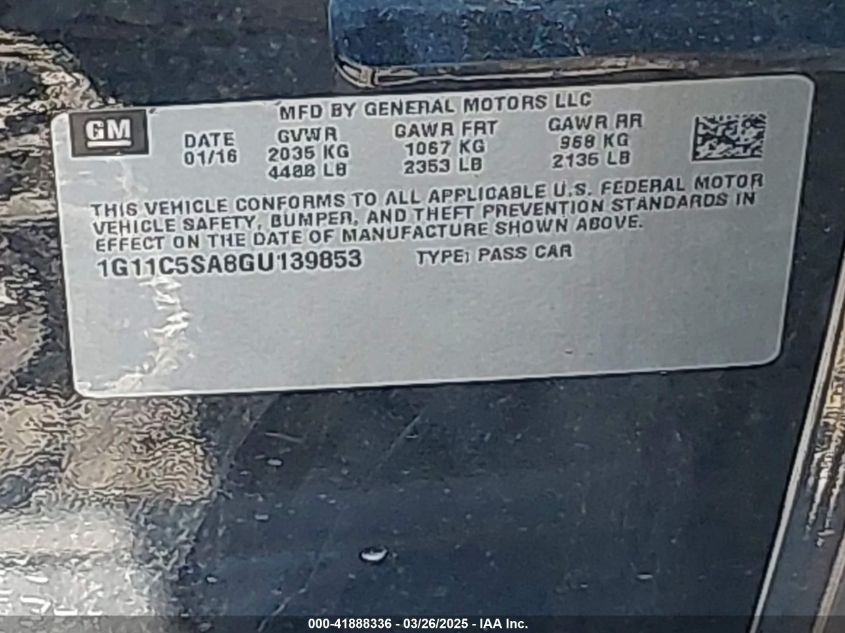 GM
MFD BY GENERAL MOTORS LLC
DATE GVWR GAWR FRT GAWR RR
01/16 2035 KG 1067 KG 968 KG
4488 LB 2353 LB 2135 LB
THIS VEHICLE CONFORMS TO ALL APPLICABLE U.S. FEDERAL MOTOR
VEHICLE SAFETY, BUMPER, AND THEFT PREVENTION STANDARDS IN
EFFECT ON THE DATE OF MANUFACTURE SHOWN ABOVE.
1G11C5SA8GU139853 TYPE: PASS CAR
000-41888336 - 03/26/2025 - IAA Inc.